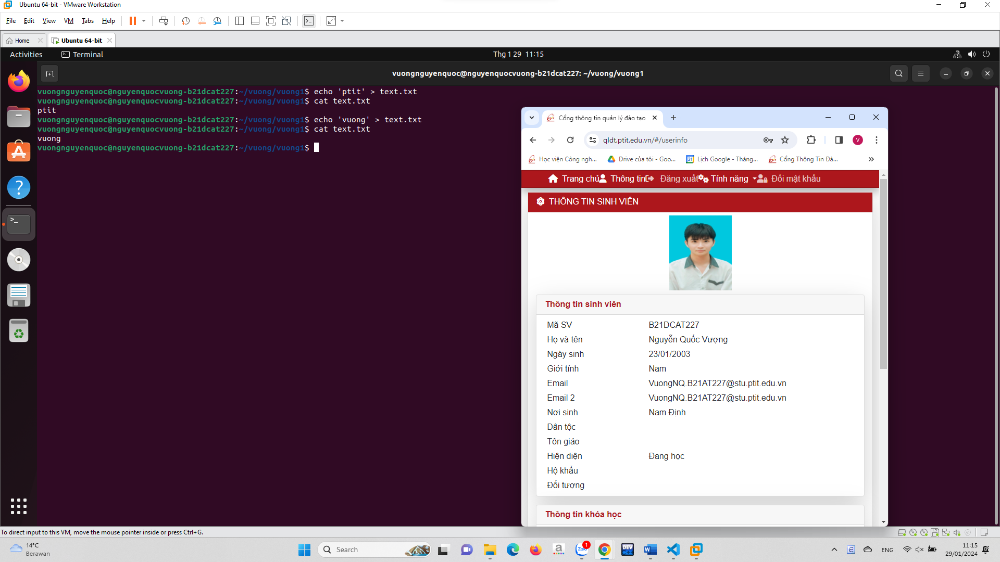 Ubuntu 64-bit - VMware Workstation
File Edit View VM Tabs Help
Home
Ubuntu 64-bit
Activities
Terminal
Thg 1 29 11:15
vuongnguyenquoc@nguyenquocvuong-b21dcat227: ~/vuong/vuong1
vuongnguyenquoc@nguyenquocvuong-b21dcat227:~/vuong/vuong1$ echo 'ptit' > text.txt
vuongnguyenquoc@nguyenquocvuong-b21dcat227:~/vuong/vuong1$ cat text.txt
ptit
vuongnguyenquoc@nguyenquocvuong-b21dcat227:~/vuong/vuong1$ echo 'vuong' > text.txt
vuongnguyenquoc@nguyenquocvuong-b21dcat227:~/vuong/vuong1$ cat text.txt
vuong
vuongnguyenquoc@nguyenquocvuong-b21dcat227:~/vuong/vuong1$
Cổng thông tin quản lý đào tạo
qldt.ptit.edu.vn/#/userinfo
V
Học viện Công ngh...
Drive của tôi - Goo...
31
Lịch Google - Tháng...
Cổng Thông Tin Đà...
Trang chủ Thông tin Đăng xuất Tính năng Đổi mật khẩu
THÔNG TIN SINH VIÊN
Thông tin sinh viên
Mã SV B21DCAT227
Họ và tên Nguyễn Quốc Vượng
Ngày sinh 23/01/2003
Giới tính Nam
Email VuongNQ.B21AT227@stu.ptit.edu.vn
Email 2 VuongNQ.B21AT227@stu.ptit.edu.vn
Nơi sinh Nam Định
Dân tộc
Tôn giáo
Hiện diện Đang học
Hộ khẩu
Đối tượng
Thông tin khóa học
To direct input to this VM, move the mouse pointer inside or press Ctrl+G.
14°C
Berawan
Search
a
Zalo
1
DEV
W
ENG
11:15
29/01/2024